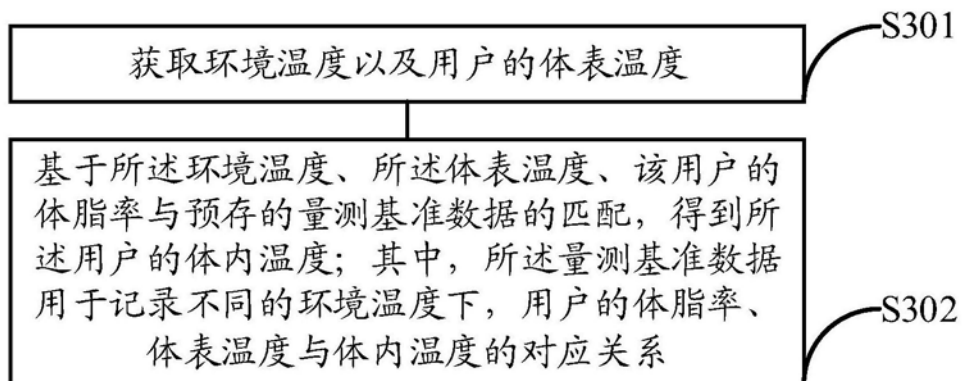 S301
获取环境温度以及用户的体表温度
基于所述环境温度、所述体表温度、该用户的
体脂率与预存的量测基准数据的匹配，得到所
述用户的体内温度；其中，所述量测基准数据
用于记录不同的环境温度下，用户的体脂率、
体表温度与体内温度的对应关系
S302